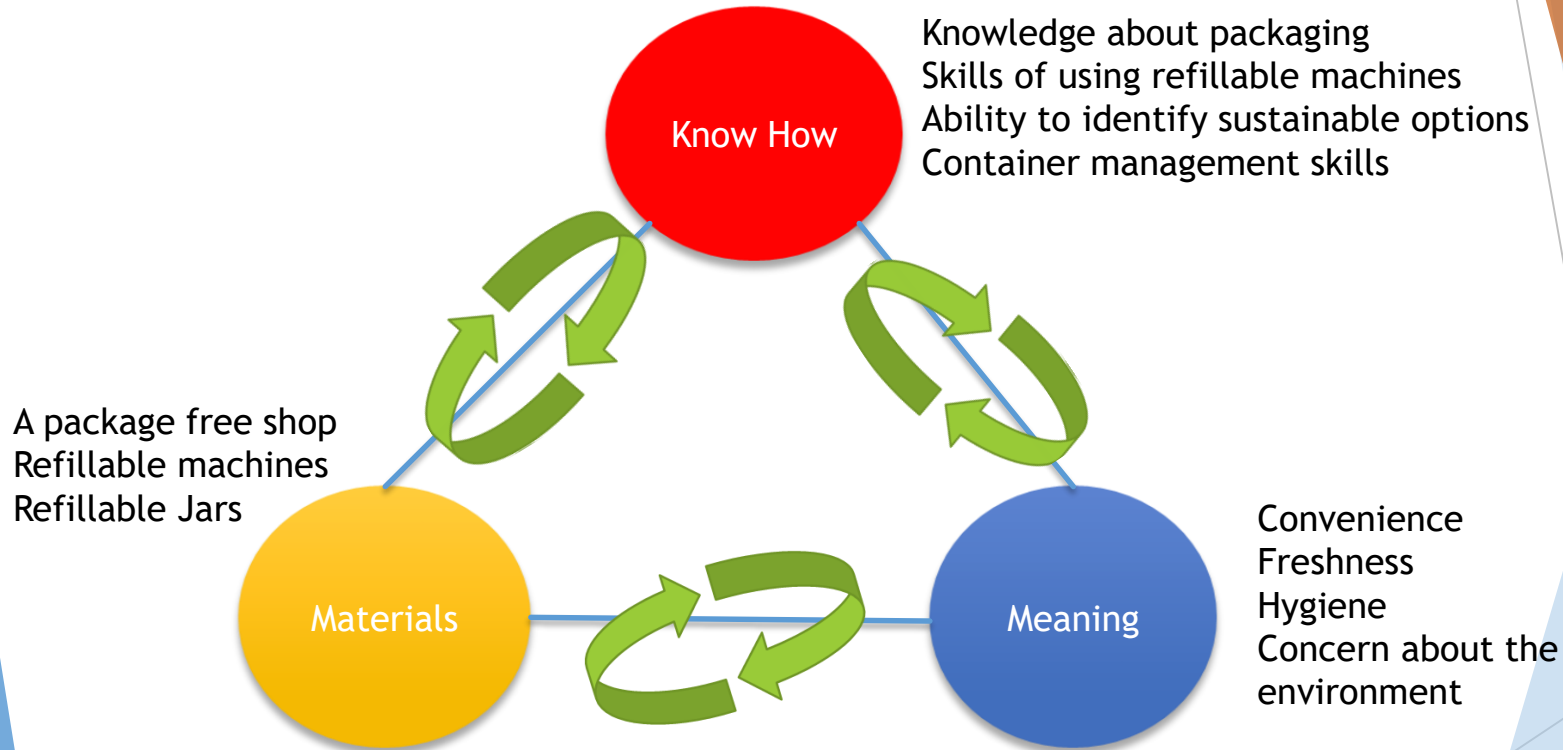 Know How
Knowledge about packaging
Skills of using refillable machines
Ability to identify sustainable options
Container management skills
A package free shop
Refillable machines
Refillable Jars
Materials
Meaning
Convenience
Freshness
Hygiene
Concern about the
environment